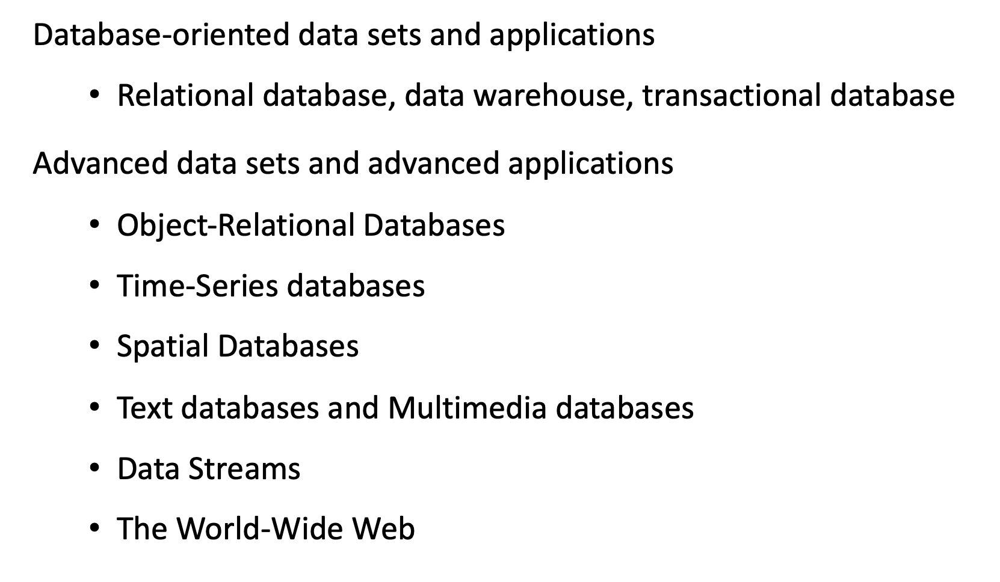 Database-oriented data sets and applications
• Relational database, data warehouse, transactional database
Advanced data sets and advanced applications
• Object-Relational Databases
• Time-Series databases
• Spatial Databases
• Text databases and Multimedia databases
• Data Streams
• The World-Wide Web